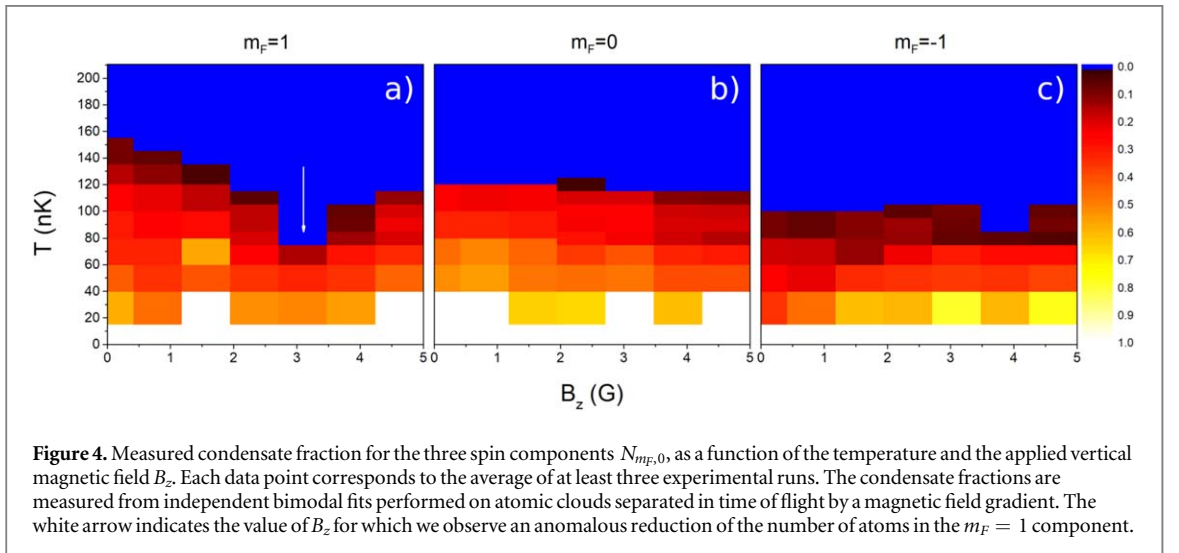 m_F=1 m_F=0 m_F=-1
a) b) c)
T (nK)
200
180
160
140
120
100
80
60
40
20
0
0.0
0.1
0.2
0.3
0.4
0.5
0.6
0.7
0.8
0.9
1.0
0 1 2 3 4 5 0 1 2 3 4 5 0 1 2 3 4 5
B_z (G)
Figure 4. Measured condensate fraction for the three spin components N_{m_F,0}, as a function of the temperature and the applied vertical
magnetic field B_z. Each data point corresponds to the average of at least three experimental runs. The condensate fractions are
measured from independent bimodal fits performed on atomic clouds separated in time of flight by a magnetic field gradient. The
white arrow indicates the value of B_z for which we observe an anomalous reduction of the number of atoms in the m_F = 1 component.